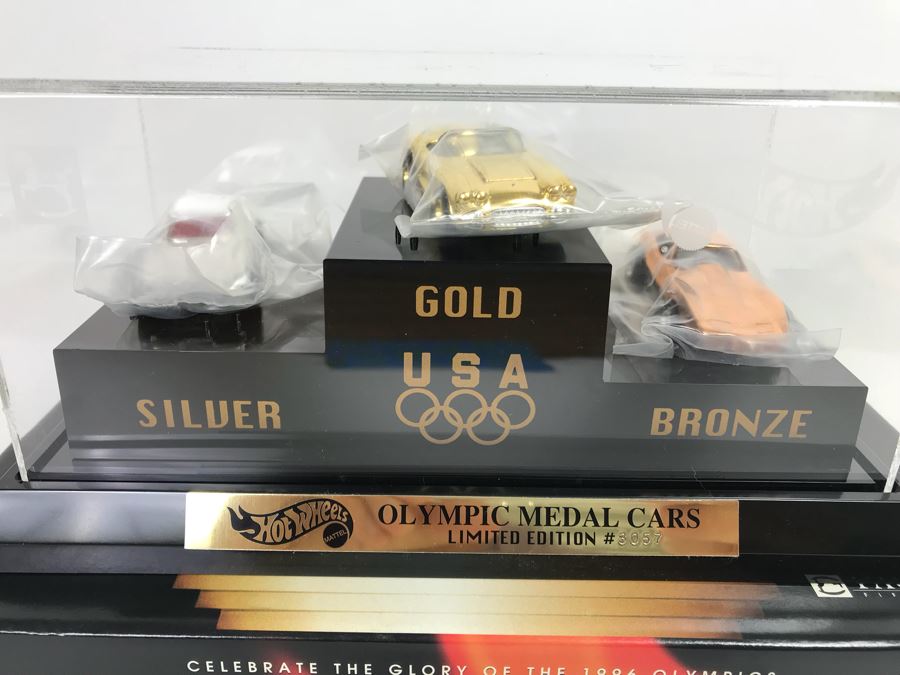 GOLD
USA
SILVER
BRONZE
HOT WHEELS
MATTEL
OLYMPIC MEDAL CARS
LIMITED EDITION #3057
CELEBRATE THE GLORY OF THE 1996 OLYMPICS